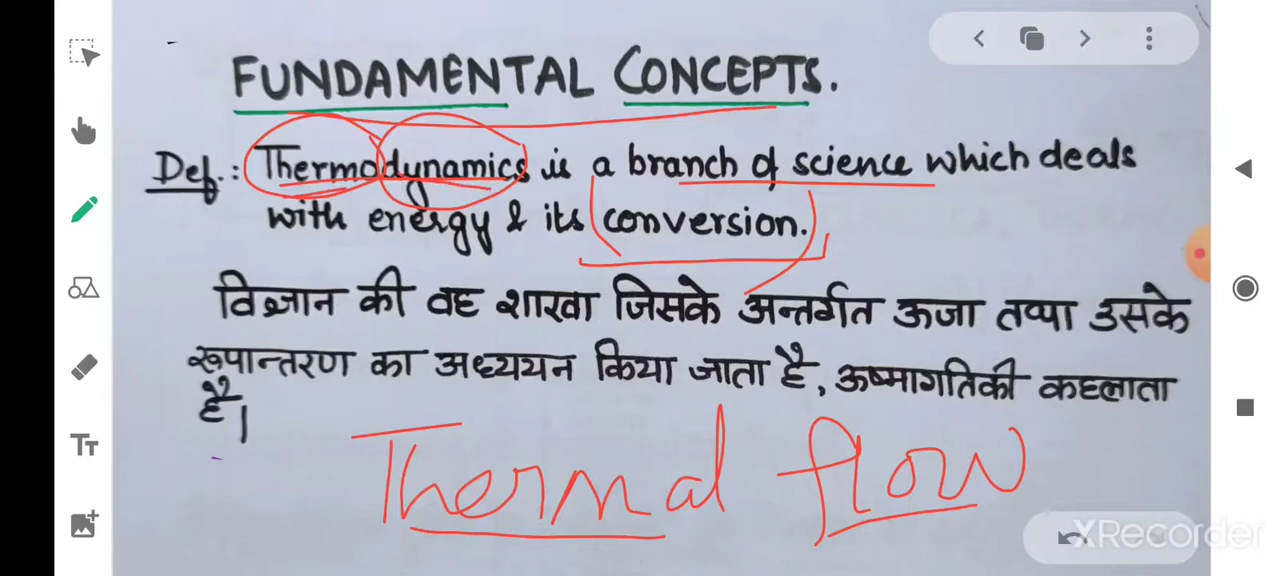 FUNDAMENTAL CONCEPTS.
Def.: Thermodynamics is a branch of science which deals
with energy & its conversion.
विज्ञान की वह शाखा जिसके अन्तर्गत ऊर्जा तथा उसके
रूपान्तरण का अध्ययन किया जाता है, ऊष्मागतिकी कहलाता
है।
Thermal flow
Tт
XRecorder